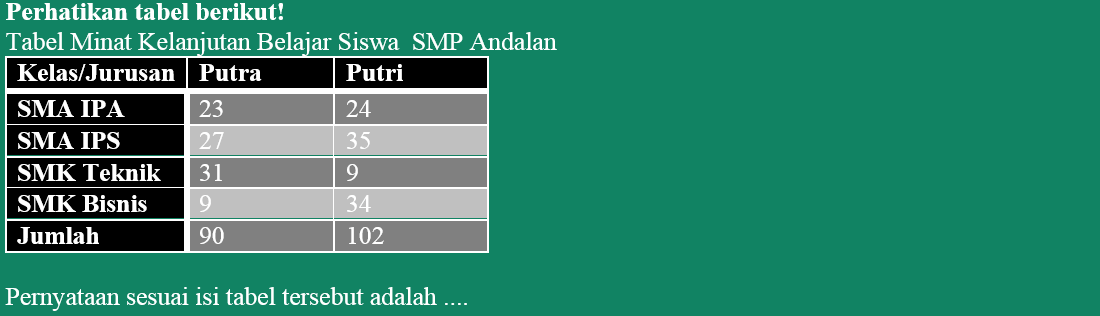 Perhatikan tabel berikut!
Tabel Minat Kelanjutan Belajar Siswa SMP Andalan
Kelas/Jurusan Putra Putri
SMA IPA 23 24
SMA IPS 27 35
SMK Teknik 31 9
SMK Bisnis 9 34
Jumlah 90 102
Pernyataan sesuai isi tabel tersebut adalah ....